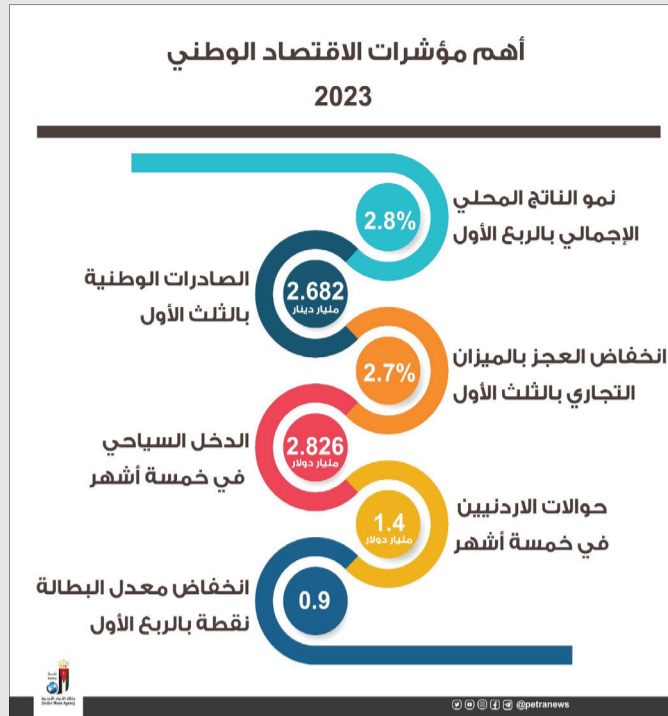 أهم مؤشرات الاقتصاد الوطني
2023
نمو الناتج المحلي
الإجمالي بالربع الأول
2.8%
الصادرات الوطنية
بالثلث الأول
2.682
مليار دينار
انخفاض العجز بالميزان
التجاري بالثلث الأول
2.7%
الدخل السياحي
في خمسة أشهر
2.826
مليار دولار
حوالات الاردنيين
في خمسة أشهر
1.4
مليار دولار
انخفاض معدل البطالة
نقطة بالربع الأول
0.9
Jordan News Agency
@petranews